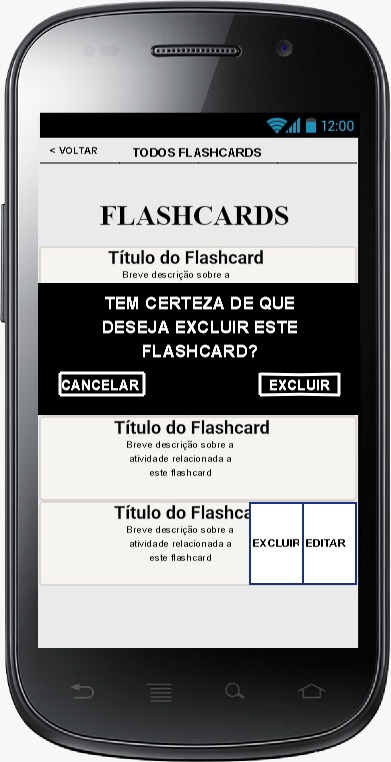 12:00
< VOLTAR
TODOS FLASHCARDS
FLASHCARDS
Título do Flashcard
Breve descrição sobre a
TEM CERTEZA DE QUE
DESEJA EXCLUIR ESTE
FLASHCARD?
CANCELAR
EXCLUIR
Título do Flashcard
Breve descrição sobre a
atividade relacionada a
este flashcard
Título do Flashca
Breve descrição sobre a
atividade relacionada a
este flashcard
EXCLUIR
EDITAR